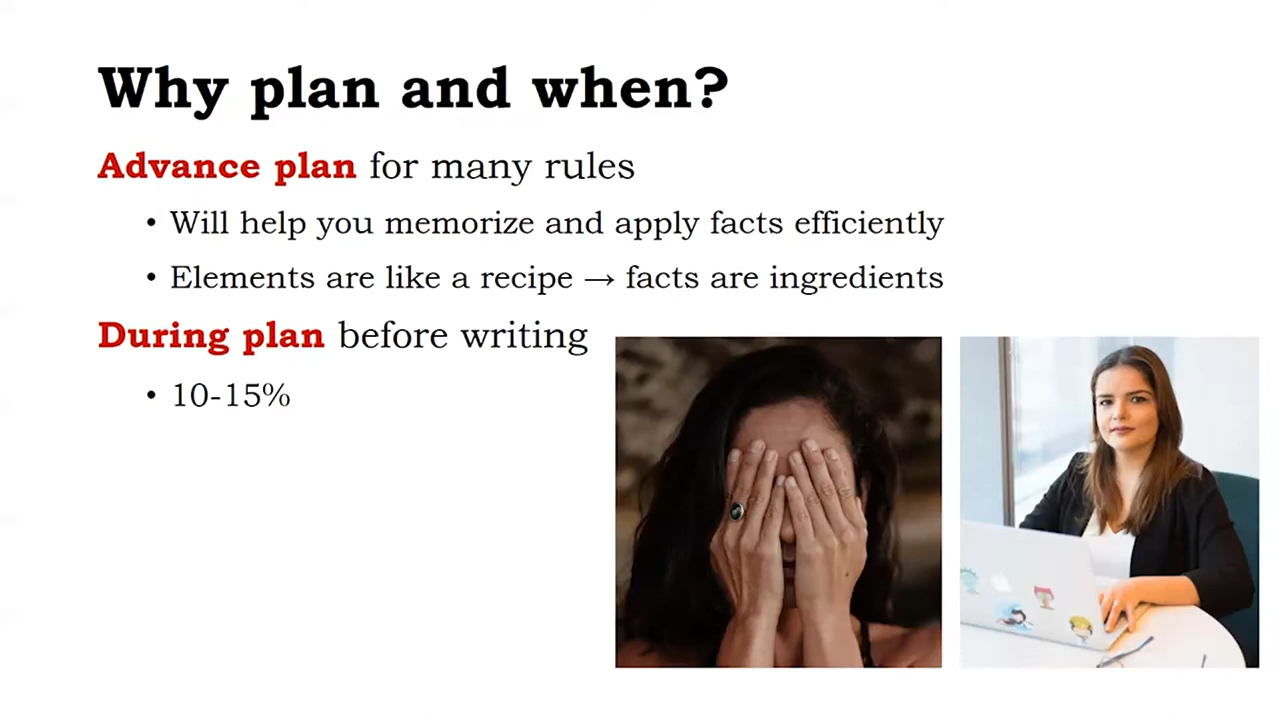 Why plan and when?
Advance plan for many rules
• Will help you memorize and apply facts efficiently
• Elements are like a recipe → facts are ingredients
During plan before writing
• 10-15%